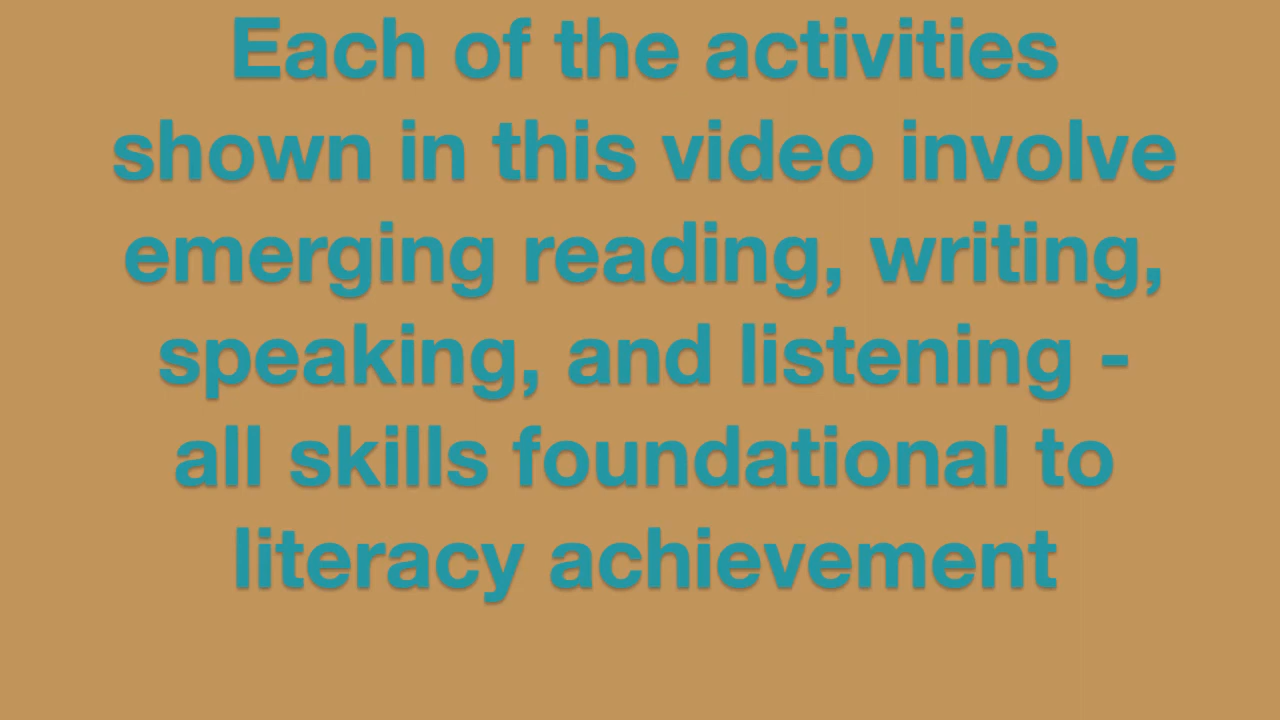 Each of the activities
shown in this video involve
emerging reading, writing,
speaking, and listening -
all skills foundational to
literacy achievement